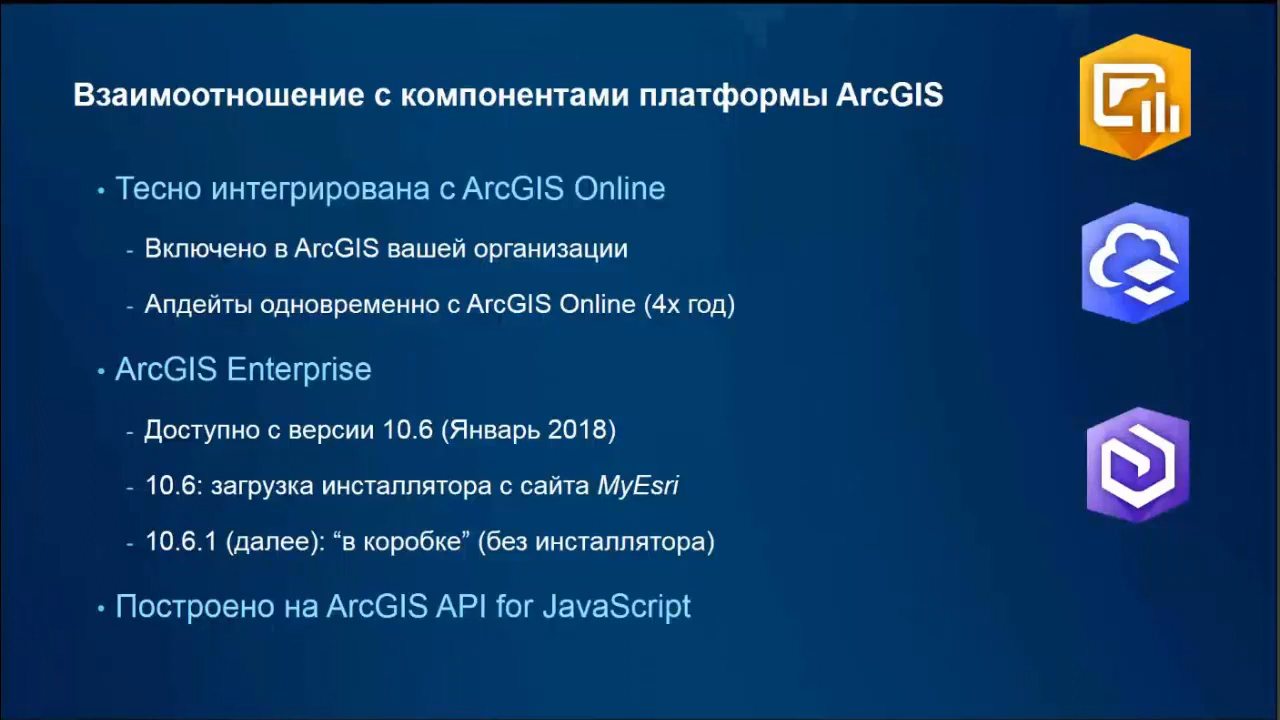 Взаимоотношение с компонентами платформы ArcGIS
• Тесно интегрирована с ArcGIS Online
- Включено в ArcGIS вашей организации
- Апдейты одновременно с ArcGIS Online (4х год)
• ArcGIS Enterprise
- Доступно с версии 10.6 (Январь 2018)
- 10.6: загрузка инсталлятора с сайта MyEsri
- 10.6.1 (далее): “в коробке” (без инсталлятора)
• Построено на ArcGIS API for JavaScript